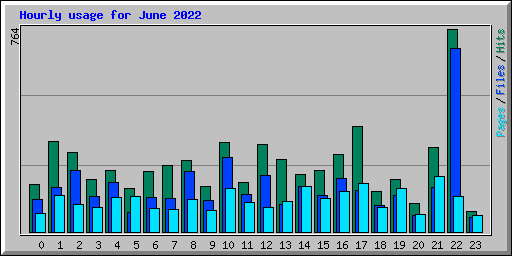 Hourly usage for June 2022
764
Pages/Files/Hits
0 1 2 3 4 5 6 7 8 9 10 11 12 13 14 15 16 17 18 19 20 21 22 23